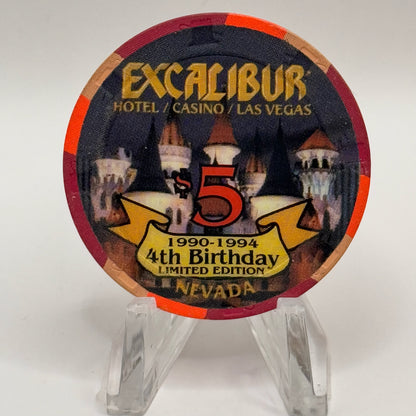 EXCALIBUR
HOTEL / CASINO / LAS VEGAS
$5
1990-1994
4th Birthday
LIMITED EDITION
NEVADA